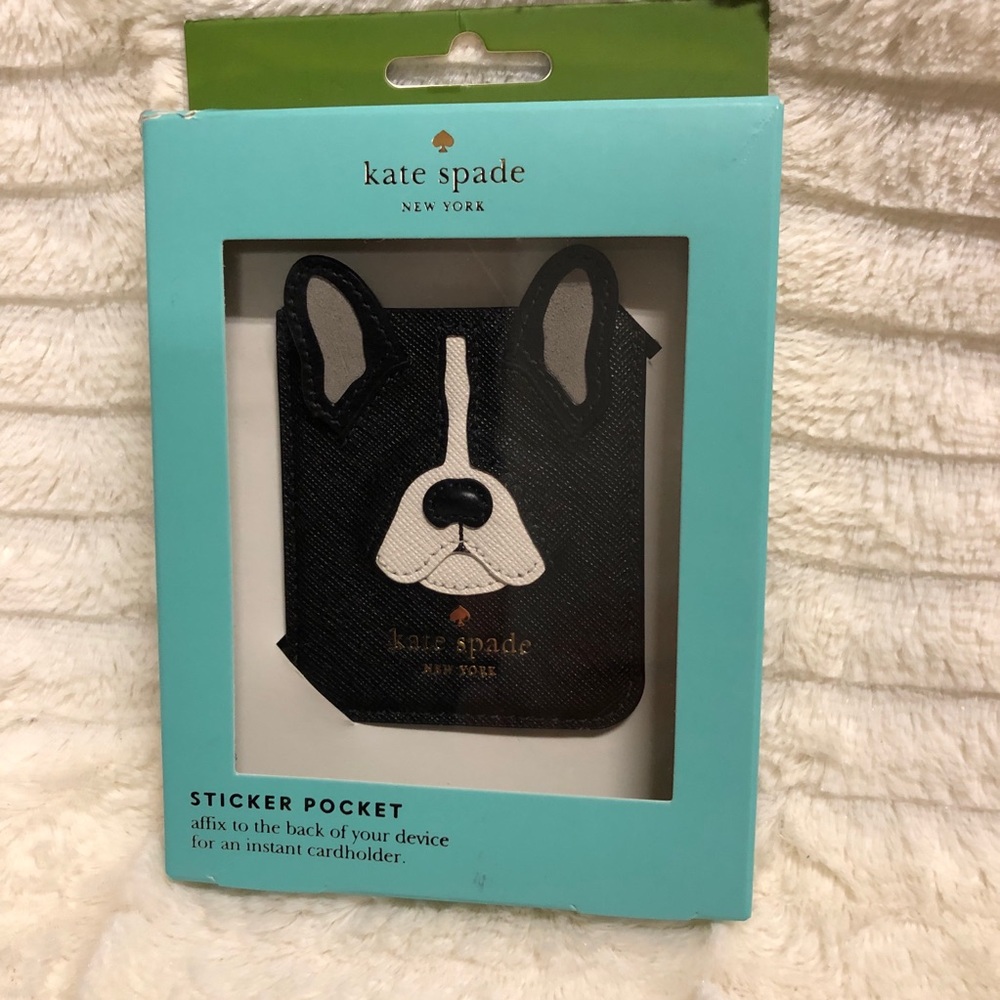 kate spade
NEW YORK
kate spade
NEW YORK
STICKER POCKET
affix to the back of your device
for an instant cardholder.